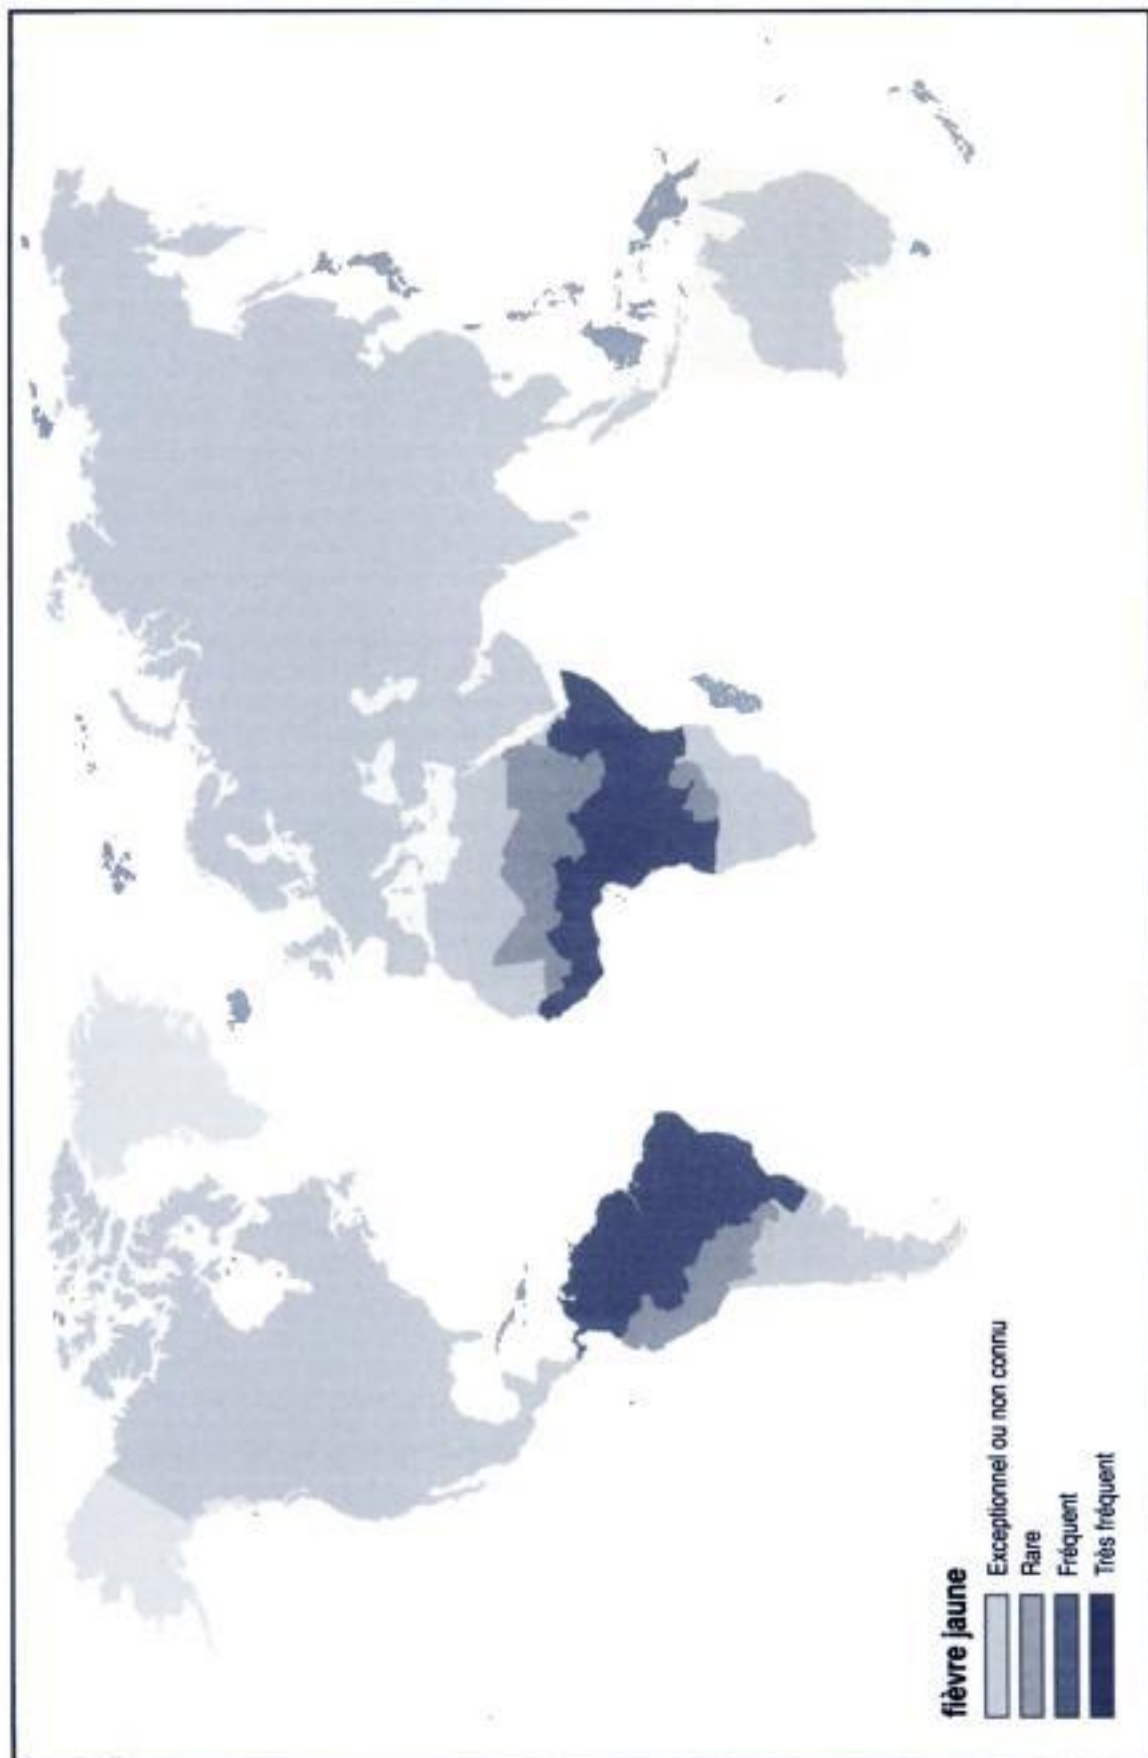 fièvre jaune
Exceptionnel ou non connu
Rare
Fréquent
Très fréquent